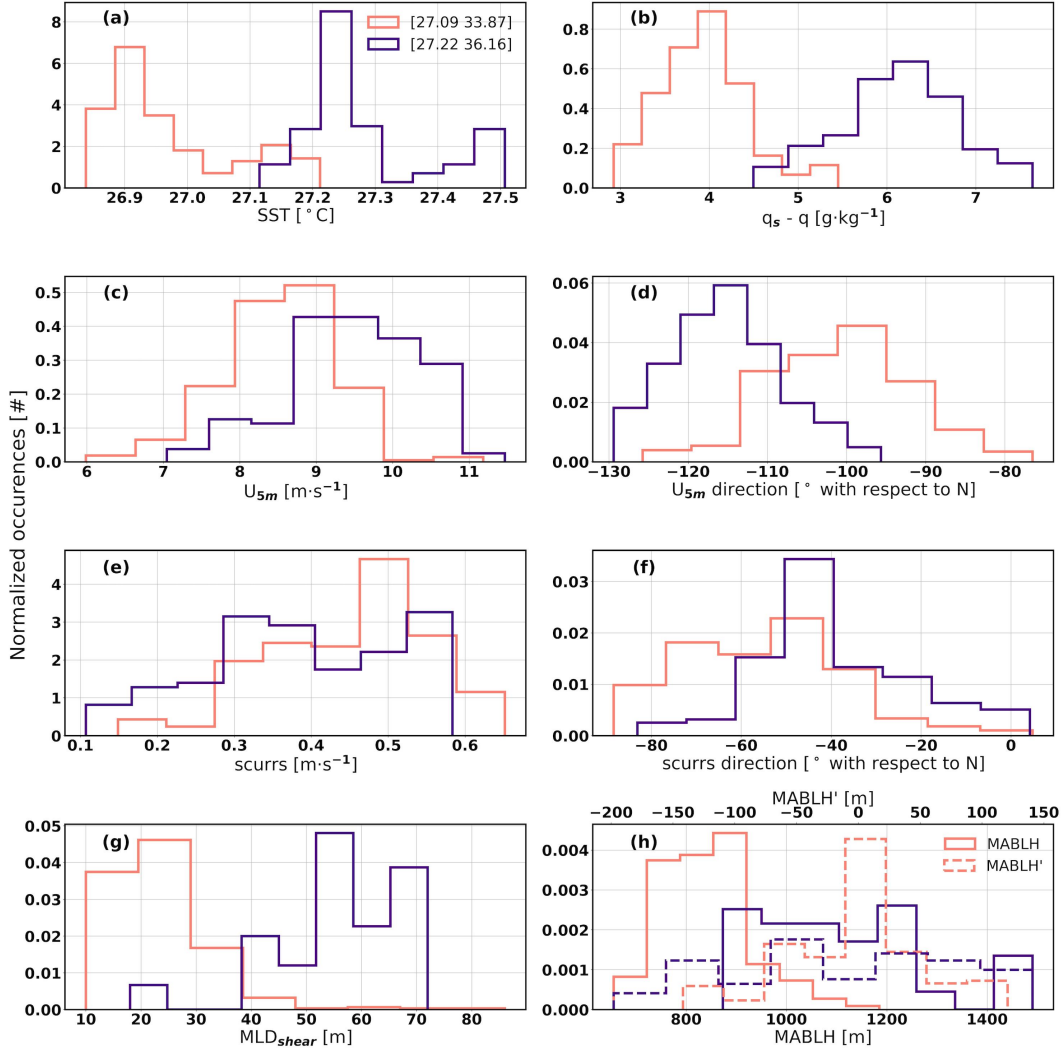 Normalized occurences [#]
(a)
[27.09 33.87]
[27.22 36.16]
8
6
4
2
0
26.9 27.0 27.1 27.2 27.3 27.4 27.5
SST [°C]
(b)
0.8
0.6
0.4
0.2
0.0
3 4 5 6 7
q_s - q [g·kg⁻¹]
(c)
0.5
0.4
0.3
0.2
0.1
0.0
6 7 8 9 10 11
U_5m [m·s⁻¹]
(d)
0.06
0.04
0.02
0.00
−130 −120 −110 −100 −90 −80
U_5m direction [° with respect to N]
(e)
6
4
3
2
1
0
0.1 0.2 0.3 0.4 0.5 0.6
scurrs [m·s⁻¹]
(f)
0.03
0.02
0.01
0.00
−80 −60 −40 −20 0
scurrs direction [° with respect to N]
(g)
0.05
0.04
0.03
0.02
0.01
0.00
10 20 30 40 50 60 70 80
MLD_shear [m]
MABLH' [m]
−200 −150 −100 −50 0 50 100 140
(h)
MABLH
MABLH'
0.004
0.003
0.002
0.001
0.000
800 1000 1200 1400
MABLH [m]